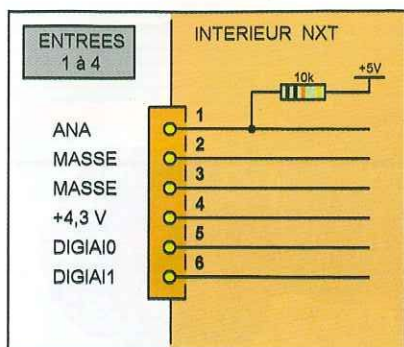 ENTREES
1 à 4
INTERIEUR NXT
10k
+5V
ANA
1
MASSE
2
MASSE
3
+4,3 V
4
DIGIAI0
5
DIGIAI1
6